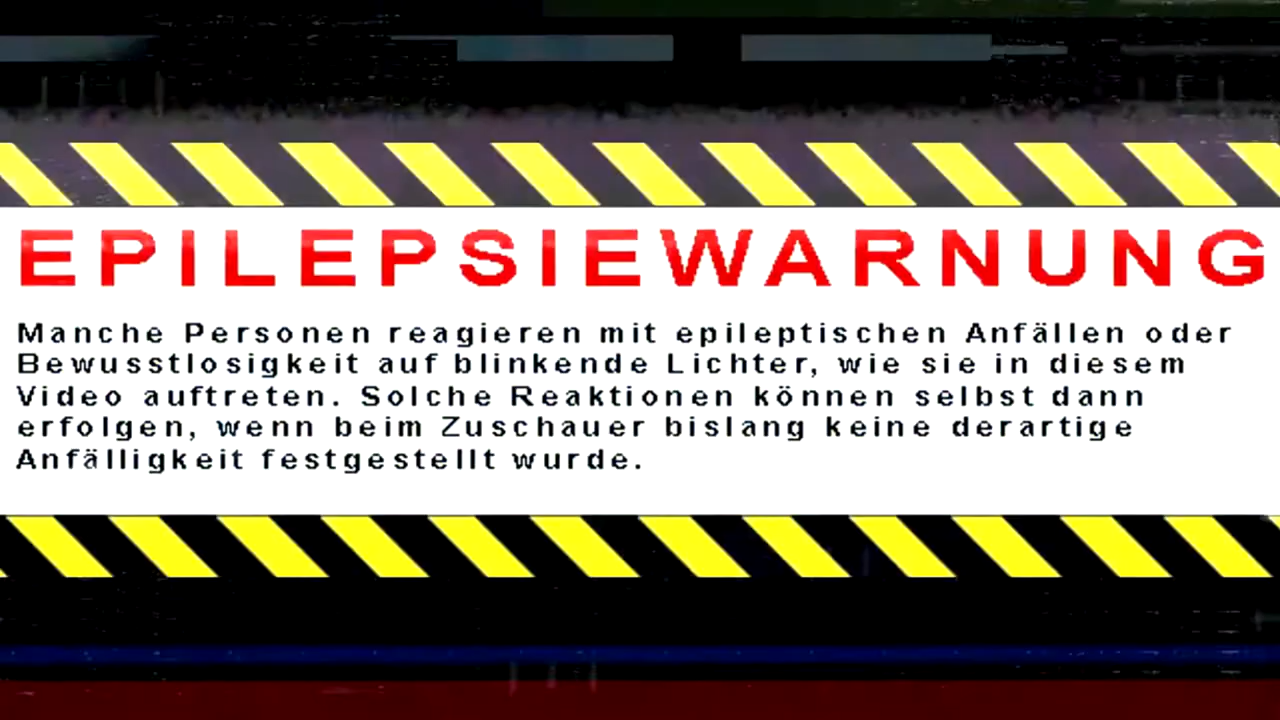 EPILEPSIEWARNUNG
Manche Personen reagieren mit epileptischen Anfällen oder
Bewusstlosigkeit auf blinkende Lichter, wie sie in diesem
Video auftreten. Solche Reaktionen können selbst dann
erfolgen, wenn beim Zuschauer bislang keine derartige
Anfälligkeit festgestellt wurde.